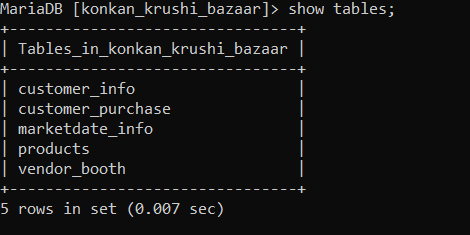 MariaDB [konkan_krushi_bazaar]> show tables;
+--------------------------------+
| Tables_in_konkan_krushi_bazaar |
+--------------------------------+
| customer_info                  |
| customer_purchase              |
| marketdate_info                |
| products                       |
| vendor_booth                   |
+--------------------------------+
5 rows in set (0.007 sec)